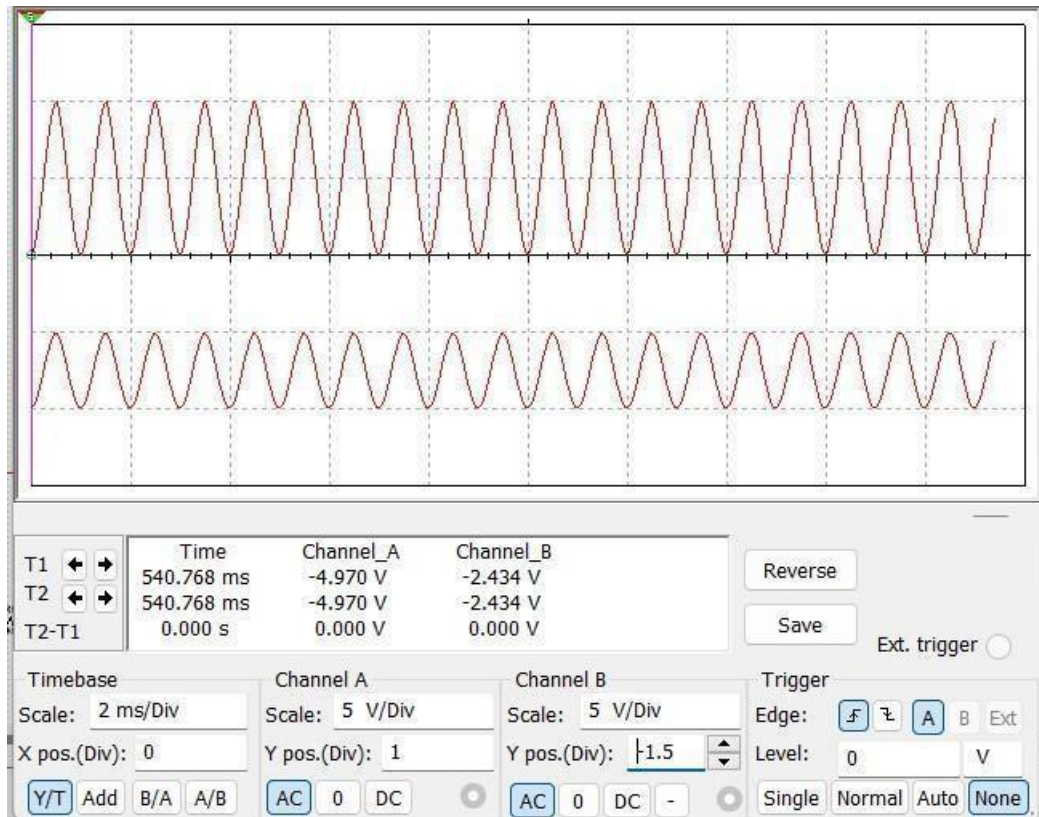 Time Channel_A Channel_B
T1 540.768 ms -4.970 V -2.434 V
T2 540.768 ms -4.970 V -2.434 V
T2-T1 0.000 s 0.000 V 0.000 V
Reverse
Save
Ext. trigger
Timebase
Scale: 2 ms/Div
X pos.(Div): 0
Y/T Add B/A A/B
Channel A
Scale: 5 V/Div
Y pos.(Div): 1
AC 0 DC
Channel B
Scale: 5 V/Div
Y pos.(Div): -1.5
AC 0 DC -
Trigger
Edge: A B Ext
Level: 0 V
Single Normal Auto None